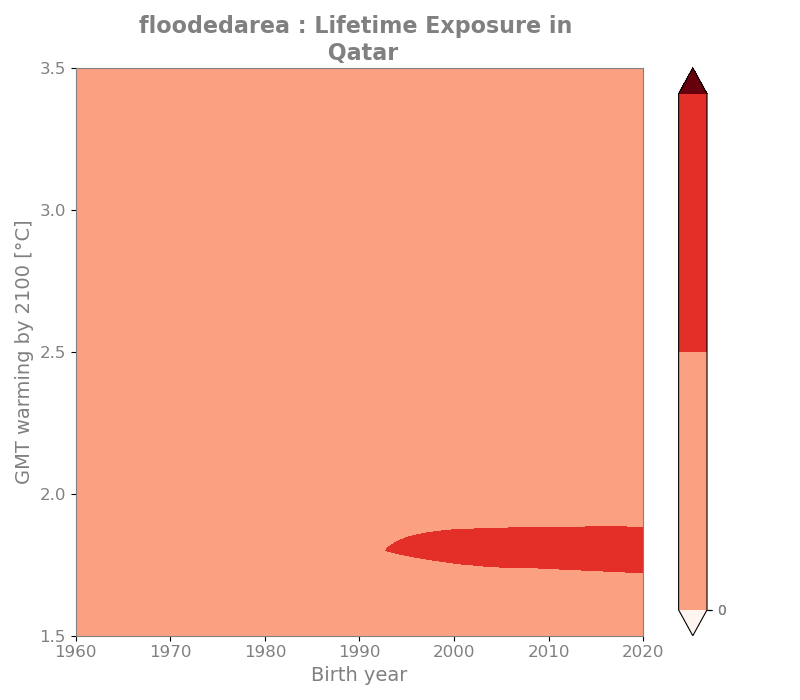 floodedarea : Lifetime Exposure in
Qatar
3.5
3.0
2.5
2.0
1.5
GMT warming by 2100 [°C]
1960 1970 1980 1990 2000 2010 2020
Birth year
0